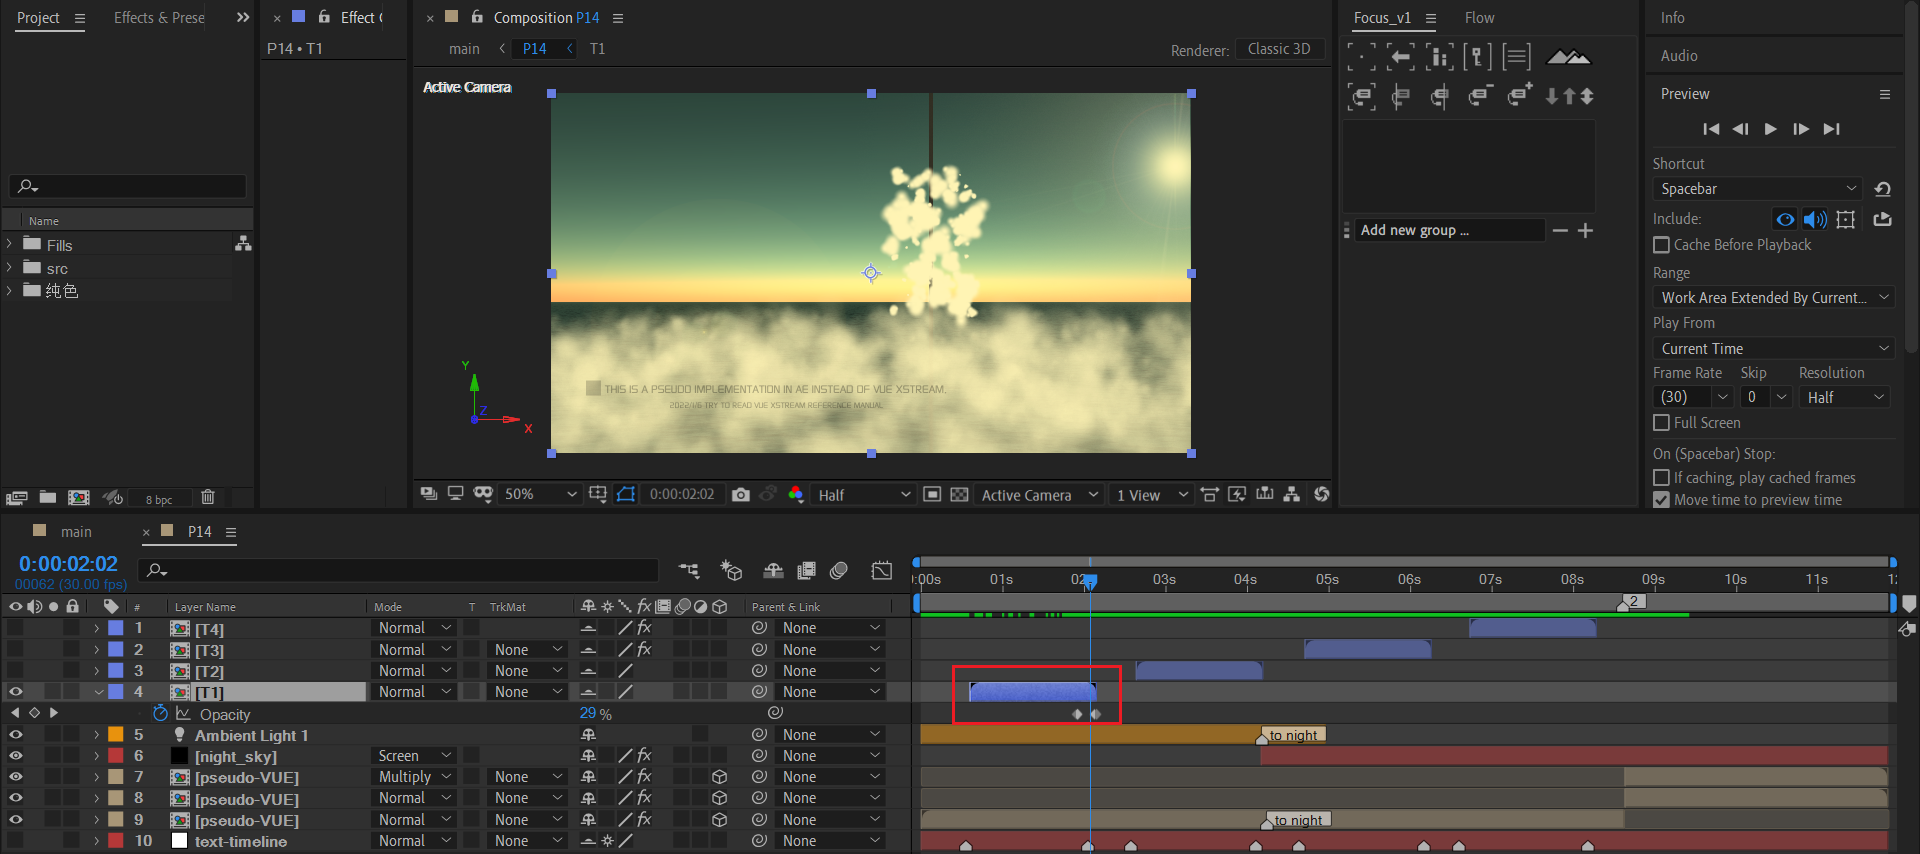 Project
Effects & Prese
Effect C
Composition P14
Focus_v1
Flow
Info
P14 • T1
main
P14
T1
Renderer:
Classic 3D
Audio
Active Camera
Preview
Shortcut
Spacebar
Include:
Cache Before Playback
Range
Work Area Extended By Current...
Play From
Current Time
Frame Rate
Skip
Resolution
(30)
0
Half
Full Screen
On (Spacebar) Stop:
If caching, play cached frames
Move time to preview time
Add new group ...
Name
Fills
src
纯色
8 bpc
Y
Z
X
THIS IS A PSEUDO IMPLEMENTATION IN AE INSTEAD OF VUE XSTREAM.
2022/1/6 TRY TO READ VUE XSTREAM REFERENCE MANUAL
50%
0:00:02:02
Half
Active Camera
1 View
main
P14
0:00:02:02
00062 (30.00 fps)
:00s 01s 02s 03s 04s 05s 06s 07s 08s 09s 10s 11s 12
2
# Layer Name Mode T TrkMat fx Parent & Link
1 [T4] Normal fx None
2 [T3] Normal None fx None
3 [T2] Normal None None
4 [T1] Normal None None
Opacity 29 %
5 Ambient Light 1 None to night
6 [night_sky] Screen fx None
7 [pseudo-VUE] Multiply None fx None
8 [pseudo-VUE] Normal None fx None
9 [pseudo-VUE] Normal None fx None to night
10 text-timeline Normal None None